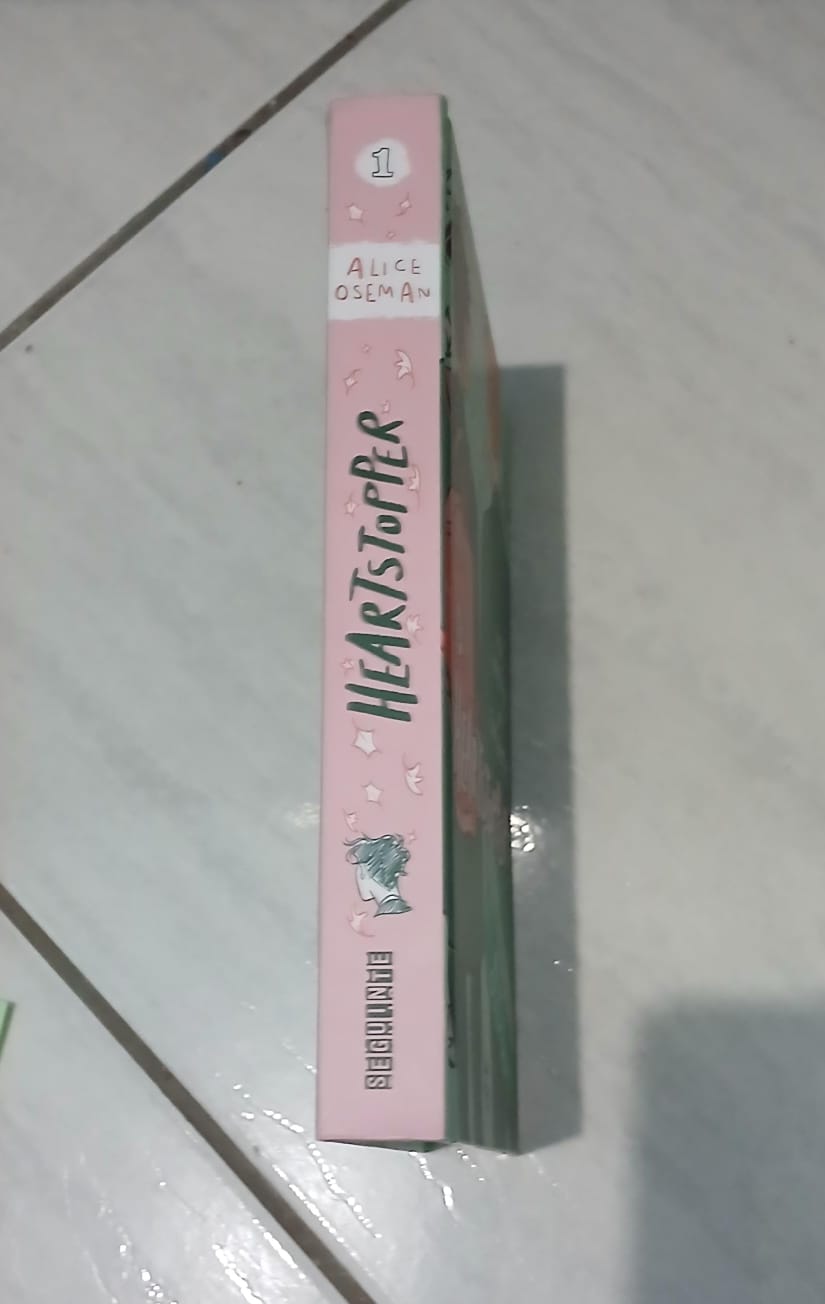 1
ALICE
OSEMAN
HEARTSTOPPER
SEGUINTE